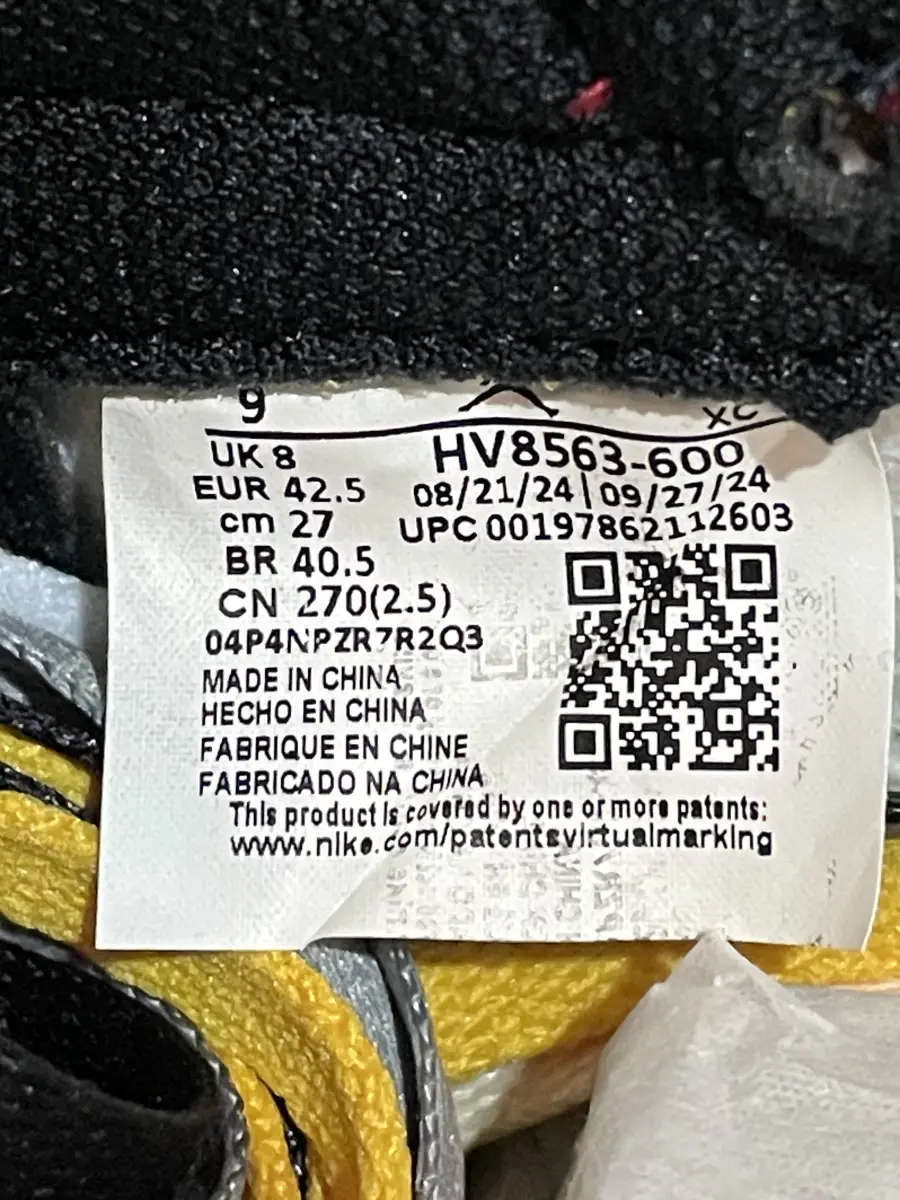 9
XC
UK 8
HV8563-600
EUR 42.5
08/21/24|09/27/24
cm 27
UPC 00197862112603
BR 40.5
CN 270(2.5)
04P4NPZR7R2Q3
MADE IN CHINA
HECHO EN CHINA
FABRIQUE EN CHINE
FABRICADO NA CHINA
This product is covered by one or more patents:
www.nike.com/patentsvirtualmarking